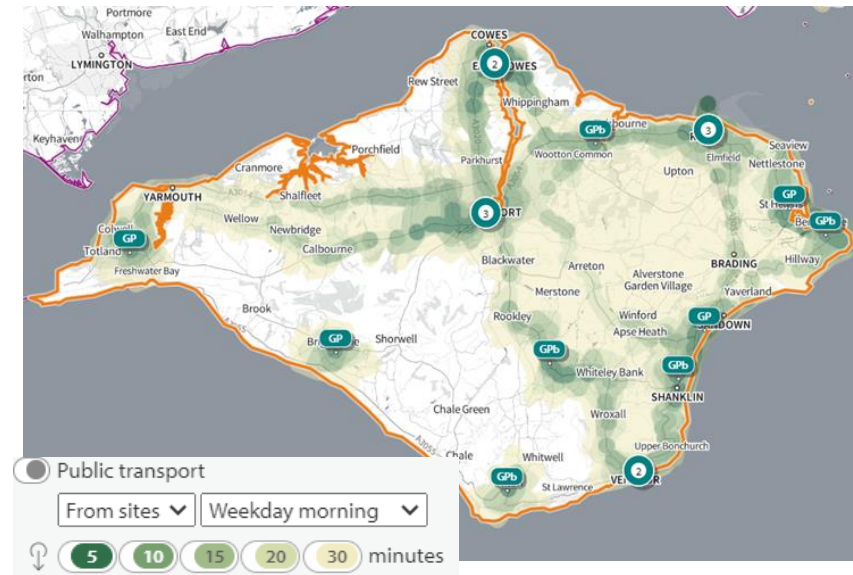 Portmore
Walhampton
East End
LYMINGTON
Keyhaven
COWES
2
Rew Street
Whippingham
GPb
Wootton Common
3
Elmfield
Seaview
Nettlestone
Parkhurst
Porchfield
Cranmore
Shalfleet
YARMOUTH
A3054
Upton
GP
Wellow
3
GPb
Newbridge
Calbourne
GP
Totland
Freshwater Bay
Blackwater
Arreton
Merstone
Alverstone
Garden Village
BRADING
Hillway
Yaverland
Brook
A3055
Rookley
Winford
Apse Heath
GP
GP
Shorwell
GPb
Whiteley Bank
GPb
SHANKLIN
Chale Green
Wroxall
Upper Bonchurch
A3055
Chale
Whitwell
GPb
St Lawrence
2
Public transport
From sites
Weekday morning
5 10 15 20 30 minutes